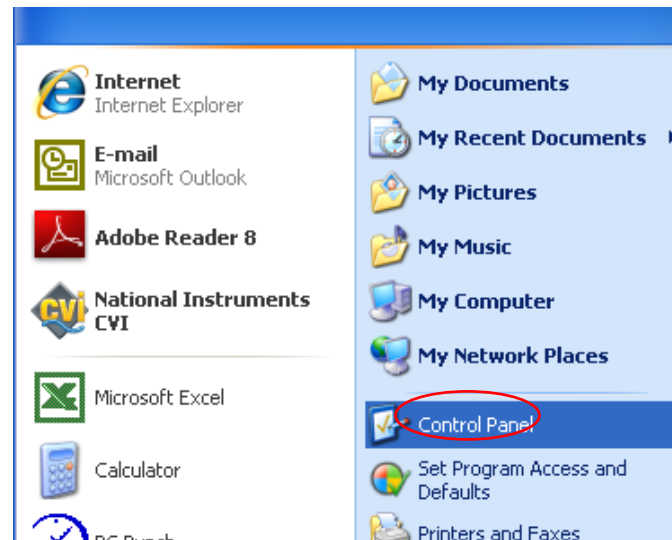 Internet
Internet Explorer
E-mail
Microsoft Outlook
Adobe Reader 8
National Instruments
CVI
Microsoft Excel
Calculator
My Documents
My Recent Documents
My Pictures
My Music
My Computer
My Network Places
Control Panel
Set Program Access and
Defaults
Printers and Faxes